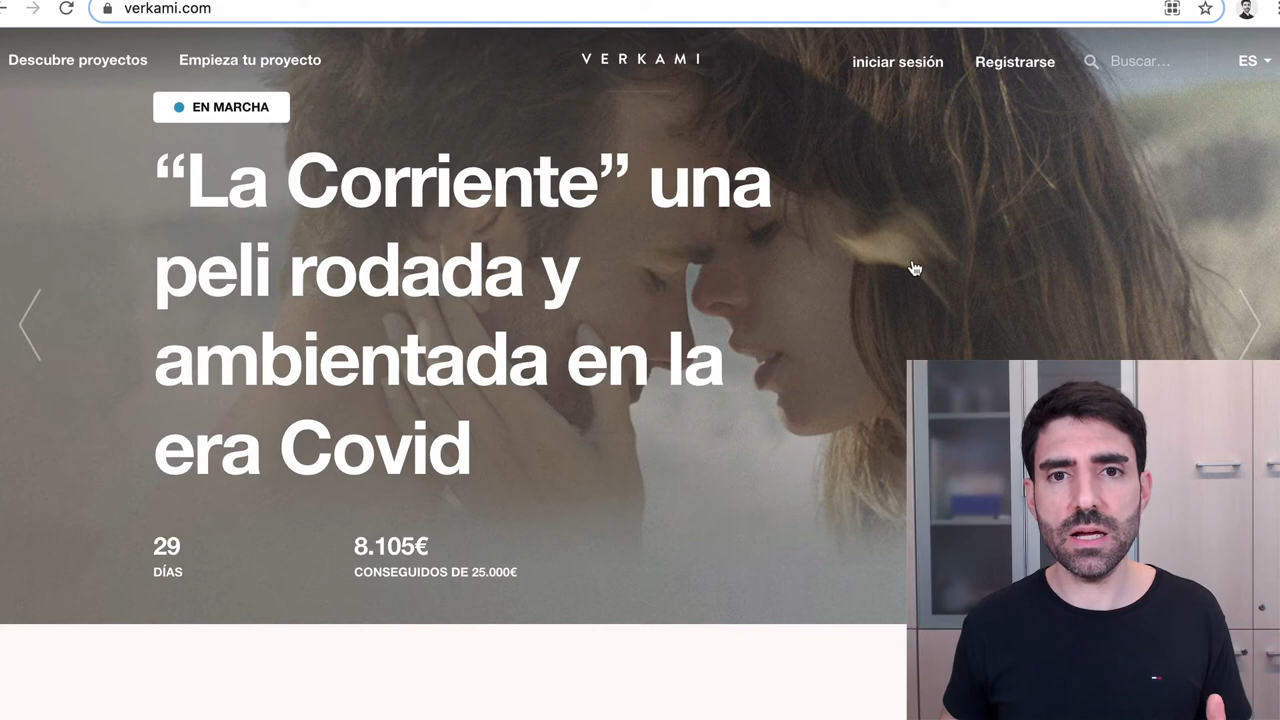 verkami.com
Descubre proyectos
Empieza tu proyecto
VERKAMI
iniciar sesión
Registrarse
Buscar...
ES
EN MARCHA
“La Corriente” una
peli rodada y
ambientada en la
era Covid
29
DÍAS
8.105€
CONSEGUIDOS DE 25.000€